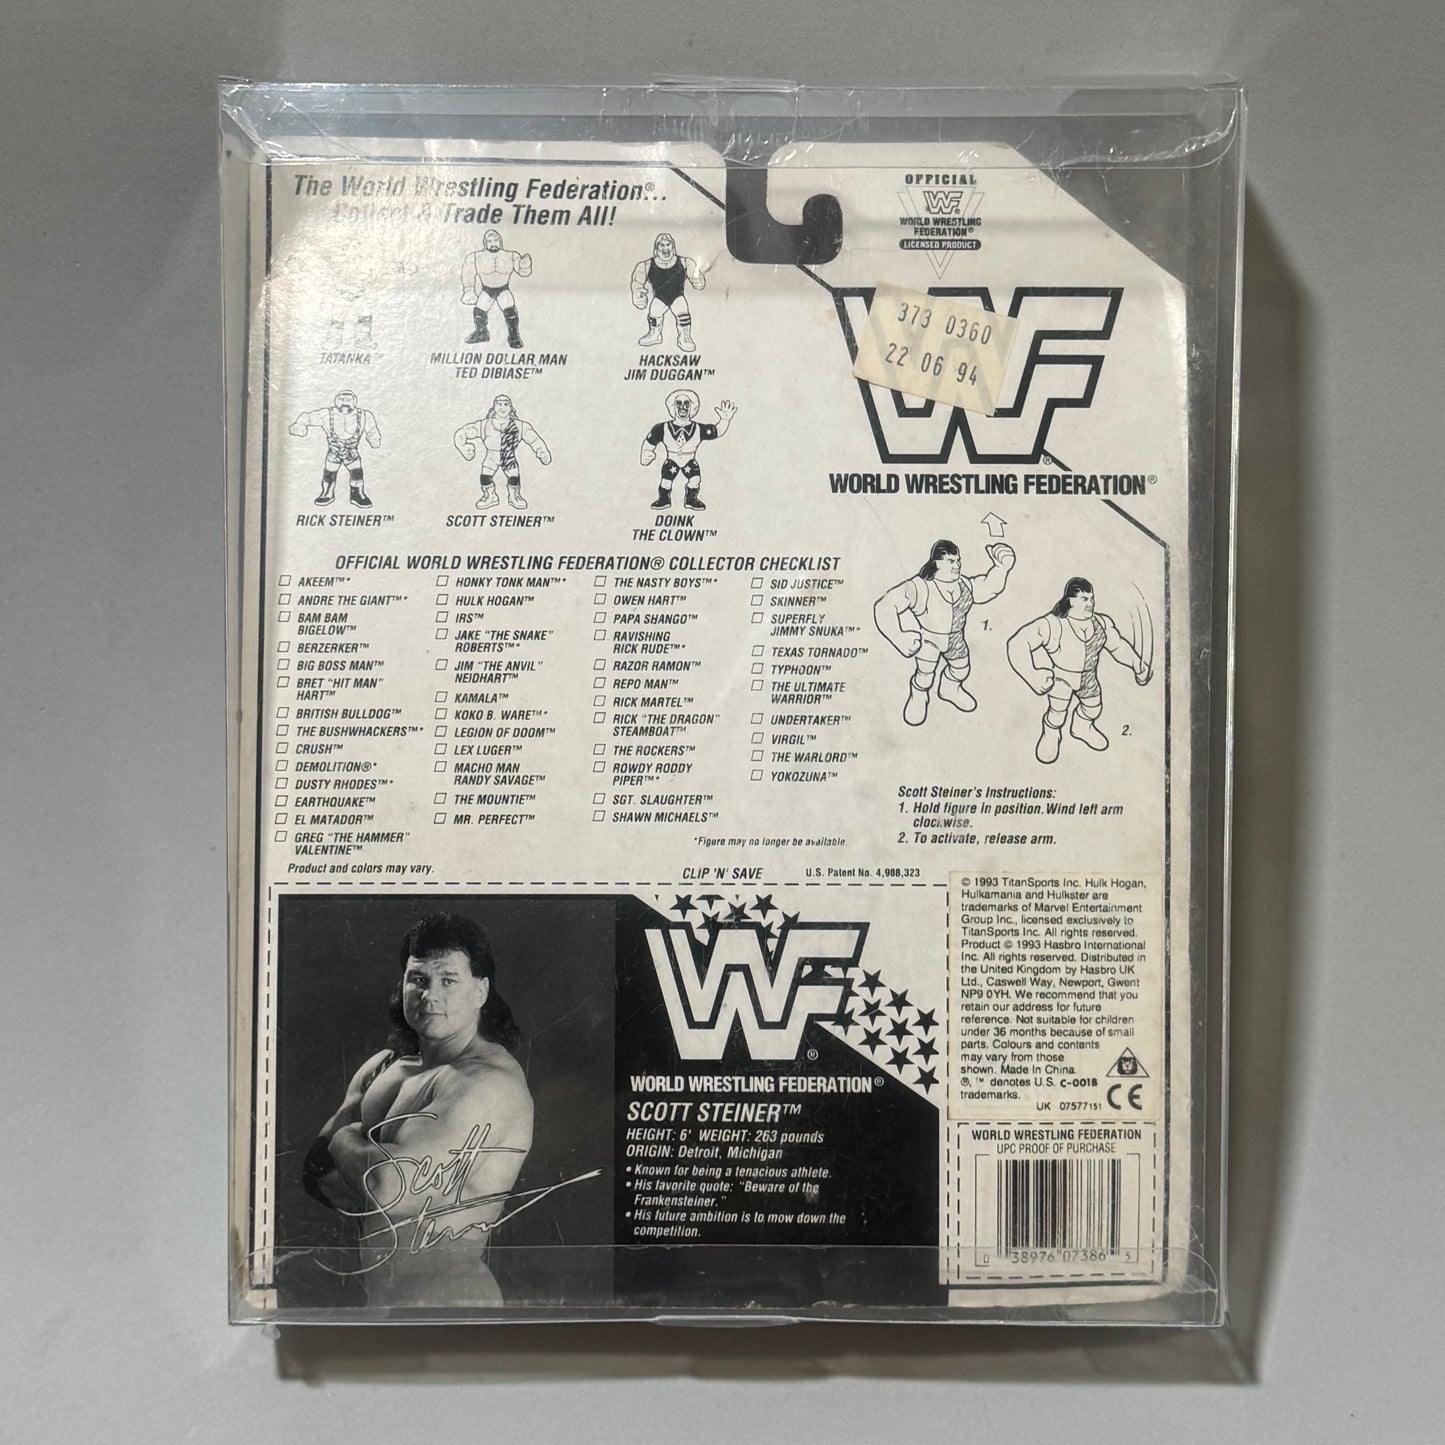 The World Wrestling Federation®...
Collect & Trade Them All!
OFFICIAL
WF®
WORLD WRESTLING
FEDERATION®
LICENSED PRODUCT
TATANKA™
MILLION DOLLAR MAN
TED DIBIASE™
HACKSAW
JIM DUGGAN™
373 0360
22 06 94
WF®
WORLD WRESTLING FEDERATION®
RICK STEINER™
SCOTT STEINER™
DOINK
THE CLOWN™
OFFICIAL WORLD WRESTLING FEDERATION® COLLECTOR CHECKLIST
AKEEM™*
ANDRE THE GIANT™*
BAM BAM
BIGELOW™
BERZERKER™
BIG BOSS MAN™
BRET "HIT MAN"
HART™
BRITISH BULLDOG™
THE BUSHWHACKERS™*
CRUSH™
DEMOLITION®*
DUSTY RHODES™*
EARTHQUAKE™
EL MATADOR™
GREG "THE HAMMER"
VALENTINE™
HONKY TONK MAN™*
HULK HOGAN™
IRS™
JAKE "THE SNAKE"
ROBERTS™*
JIM "THE ANVIL"
NEIDHART™
KAMALA™
KOKO B. WARE™*
LEGION OF DOOM™
LEX LUGER™
MACHO MAN
RANDY SAVAGE™
THE MOUNTIE™
MR. PERFECT™
THE NASTY BOYS™*
OWEN HART™
PAPA SHANGO™
RAVISHING
RICK RUDE™*
RAZOR RAMON™
REPO MAN™
RICK MARTEL™
RICK "THE DRAGON"
STEAMBOAT™
THE ROCKERS™
ROWDY RODDY
PIPER™*
SGT. SLAUGHTER™
SHAWN MICHAELS™
SID JUSTICE™
SKINNER™
SUPERFLY
JIMMY SNUKA™*
TEXAS TORNADO™
TYPHOON™
THE ULTIMATE
WARRIOR™
UNDERTAKER™
VIRGIL™
THE WARLORD™
YOKOZUNA™
*Figure may no longer be available.
1.
2.
Scott Steiner's Instructions:
1. Hold figure in position. Wind left arm
clockwise.
2. To activate, release arm.
Product and colors may vary.
CLIP 'N' SAVE
U.S. Patent No. 4,988,323
WF®
WORLD WRESTLING FEDERATION®
SCOTT STEINER™
HEIGHT: 6' WEIGHT: 263 pounds
ORIGIN: Detroit, Michigan
• Known for being a tenacious athlete.
• His favorite quote: "Beware of the
Frankensteiner."
• His future ambition is to mow down the
competition.
Scott
Steiner
© 1993 TitanSports Inc. Hulk Hogan,
Hulkamania and Hulkster are
trademarks of Marvel Entertainment
Group Inc., licensed exclusively to
TitanSports Inc. All rights reserved.
Product © 1993 Hasbro International
Inc. All rights reserved. Distributed in
the United Kingdom by Hasbro UK
Ltd., Caswell Way, Newport, Gwent
NP9 0YH. We recommend that you
retain our address for future
reference. Not suitable for children
under 36 months because of small
parts. Colours and contents
may vary from those
shown. Made In China.
®, ™ denotes U.S. C-001B
trademarks.
UK 07577151 CE
WORLD WRESTLING FEDERATION
UPC PROOF OF PURCHASE
0 38976 07386 5